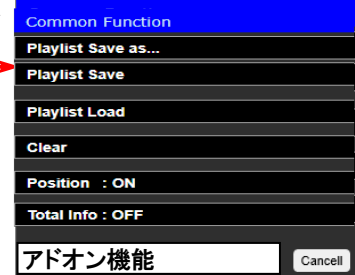 Common Function
Playlist Save as...
Playlist Save
Playlist Load
Clear
Position : ON
Total Info : OFF
アドオン機能
Cancell